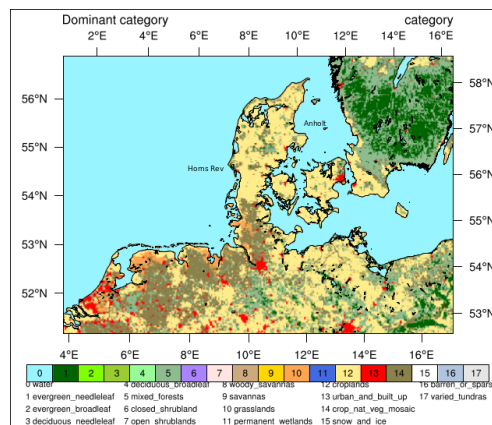 Dominant category category
2°E 4°E 6°E 8°E 10°E 12°E 14°E 16°E
56°N 58°N
Anholt
55°N 57°N
Horns Rev
54°N 56°N
55°N
53°N
54°N
52°N
53°N
4°E 6°E 8°E 10°E 12°E 14°E 16°E
0 1 2 3 4 5 6 7 8 9 10 11 12 13 14 15 16 17
0 water 4 deciduous_broadleaf 8 woody_savannas 12 croplands 16 barren_or_spars
1 evergreen_needleleaf 5 mixed_forests 9 savannas 13 urban_and_built_up 17 varied_tundras
2 evergreen_broadleaf 6 closed_shrubland 10 grasslands 14 crop_nat_veg_mosaic
3 deciduous_needleleaf 7 open_shrublands 11 permanent_wetlands 15 snow_and_ice